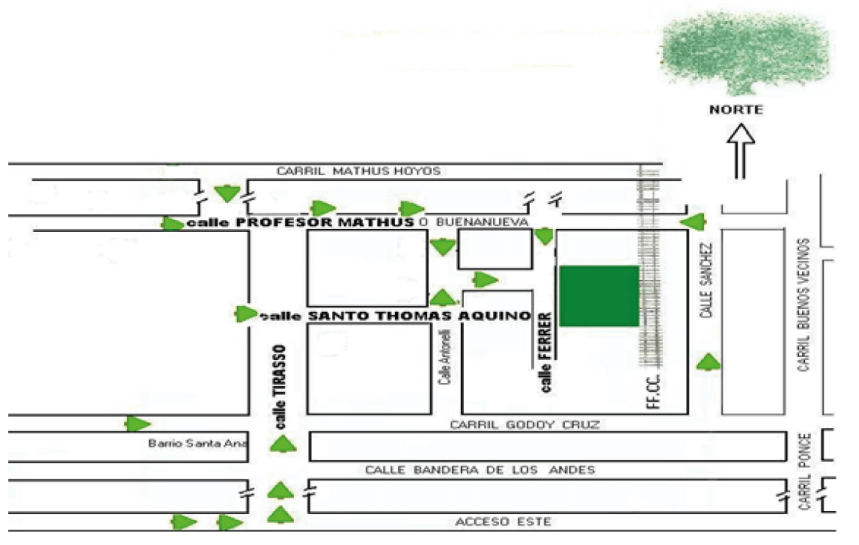 NORTE
CARRIL MATHUS HOYOS
calle PROFESOR MATHUS O BUENANUEVA
CALLE SANCHEZ
CARRIL BUENOS VECINOS
calle SANTO THOMAS AQUINO
calle FERRER
Calle Antonelli
calle TIRASSO
FF.CC.
CARRIL GODOY CRUZ
Barrio Santa Ana
CARRIL PONCE
CALLE BANDERA DE LOS ANDES
ACCESO ESTE